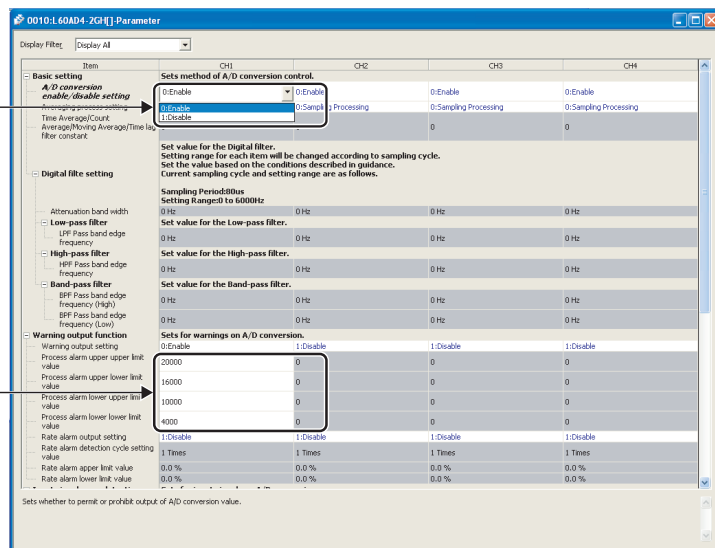 0010:L60AD4-2GH[]-Parameter
Display Filter Display All
Item CH1 CH2 CH3 CH4
Basic setting Sets method of A/D conversion control.
A/D conversion enable/disable setting 0:Enable 0:Enable 0:Enable 0:Enable
0:Enable
1:Disable
Averaging process setting 0:Sampling Processing 0:Sampling Processing 0:Sampling Processing
Time Average/Count Average/Moving Average/Time lag filter constant 0 0 0
Digital filte setting
Set value for the Digital filter.
Setting range for each item will be changed according to sampling cycle.
Set the value based on the conditions described in guidance.
Current sampling cycle and setting range are as follows.
Sampling Period:80us
Setting Range:0 to 6000Hz
Attenuation band width 0 Hz 0 Hz 0 Hz 0 Hz
Low-pass filter Set value for the Low-pass filter.
LPF Pass band edge frequency 0 Hz 0 Hz 0 Hz 0 Hz
High-pass filter Set value for the High-pass filter.
HPF Pass band edge frequency 0 Hz 0 Hz 0 Hz 0 Hz
Band-pass filter Set value for the Band-pass filter.
BPF Pass band edge frequency (High) 0 Hz 0 Hz 0 Hz 0 Hz
BPF Pass band edge frequency (Low) 0 Hz 0 Hz 0 Hz 0 Hz
Warning output function Sets for warnings on A/D conversion.
Warning output setting 0:Enable 1:Disable 1:Disable 1:Disable
Process alarm upper upper limit value 20000 0 0 0
Process alarm upper lower limit value 16000 0 0 0
Process alarm lower upper limit value 10000 0 0 0
Process alarm lower lower limit value 4000 0 0 0
Rate alarm output setting 1:Disable 1:Disable 1:Disable 1:Disable
Rate alarm detection cycle setting value 1 Times 1 Times 1 Times 1 Times
Rate alarm apper limit value 0.0 % 0.0 % 0.0 % 0.0 %
Rate alarm lower limit value 0.0 % 0.0 % 0.0 % 0.0 %
Sets whether to permit or prohibit output of A/D conversion value.